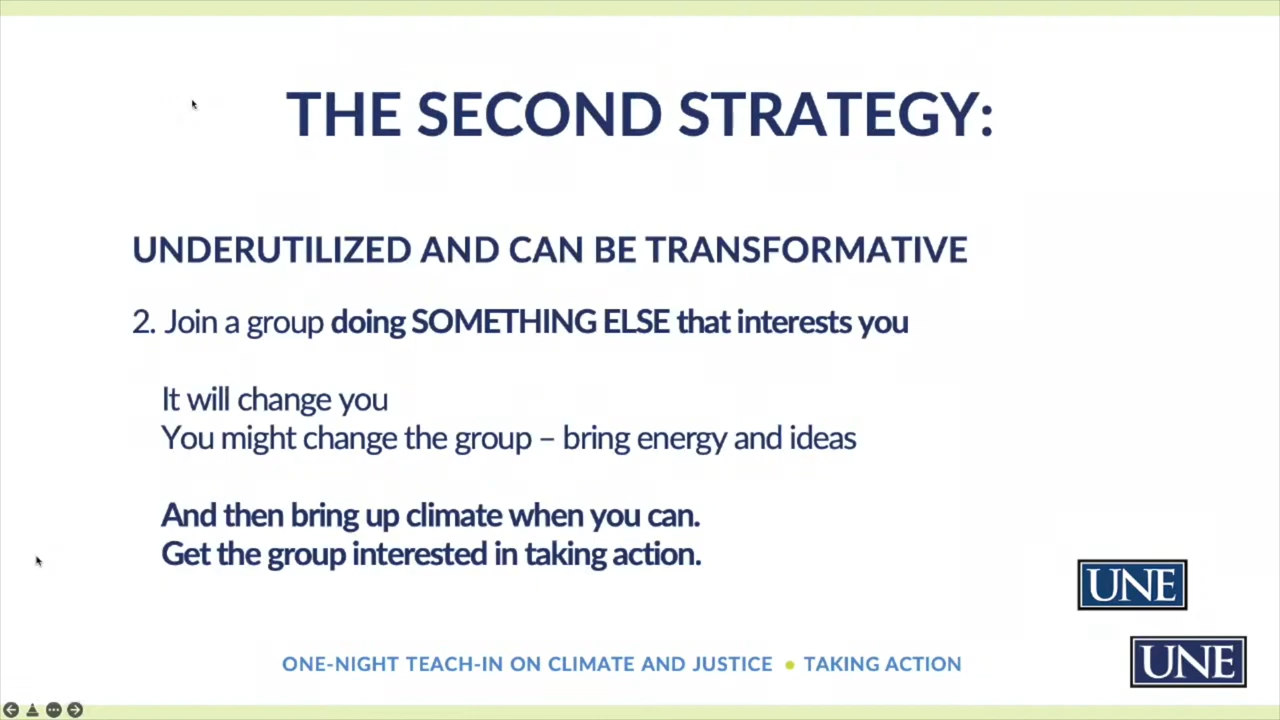 THE SECOND STRATEGY:
UNDERUTILIZED AND CAN BE TRANSFORMATIVE
2. Join a group doing SOMETHING ELSE that interests you
It will change you
You might change the group – bring energy and ideas
And then bring up climate when you can.
Get the group interested in taking action.
UNE
ONE-NIGHT TEACH-IN ON CLIMATE AND JUSTICE • TAKING ACTION
UNE